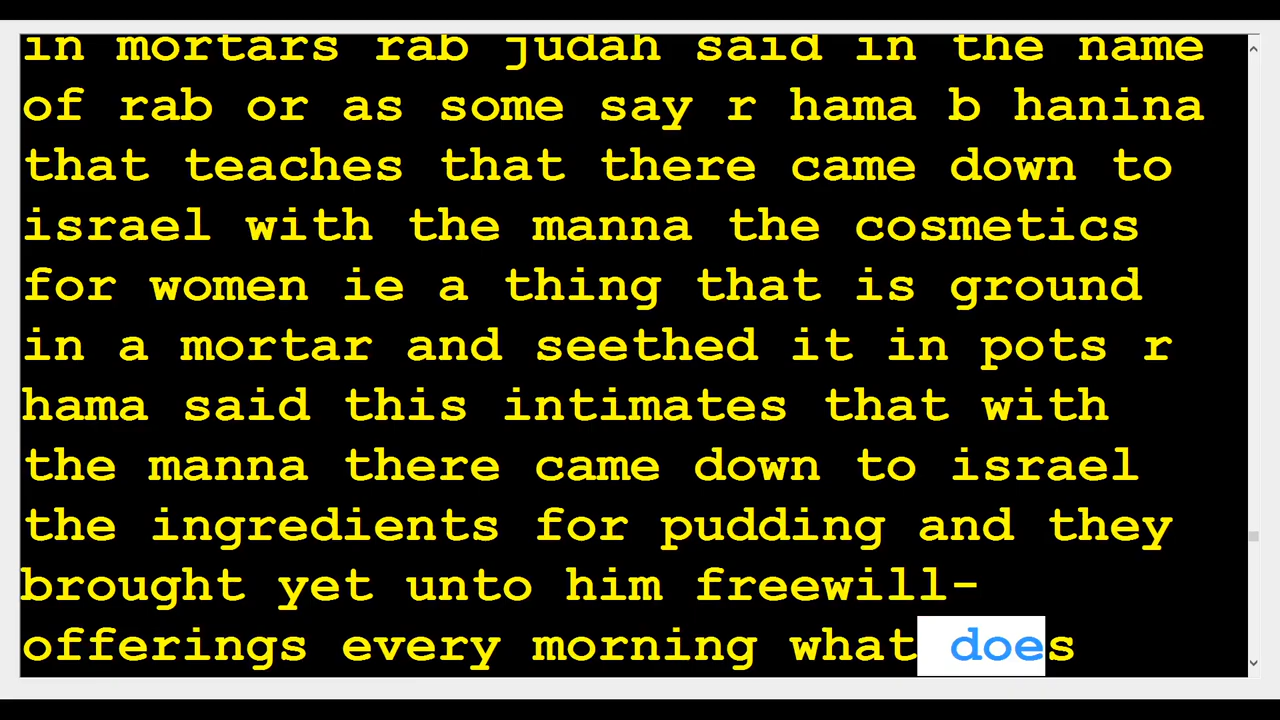 in mortars rab judah said in the name
of rab or as some say r hama b hanina
that teaches that there came down to
israel with the manna the cosmetics
for women ie a thing that is ground
in a mortar and seethed it in pots r
hama said this intimates that with
the manna there came down to israel
the ingredients for pudding and they
brought yet unto him freewill-
offerings every morning what does